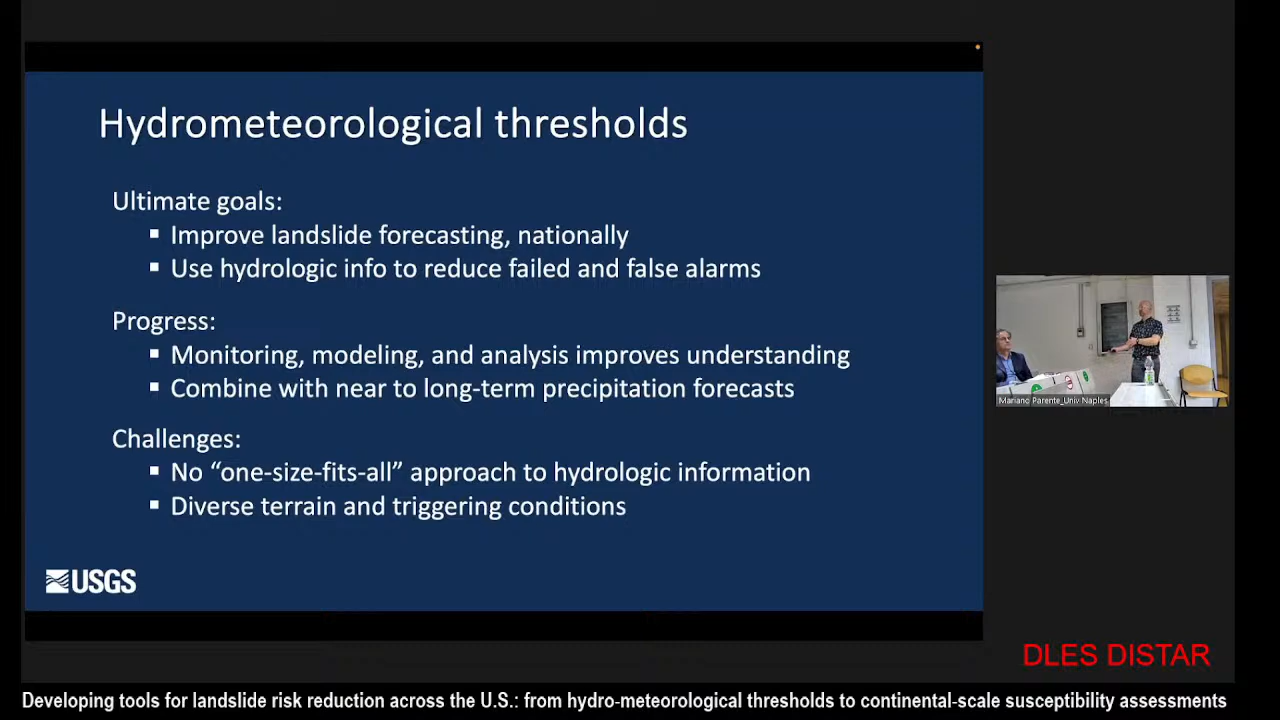 Hydrometeorological thresholds
Ultimate goals:
Improve landslide forecasting, nationally
Use hydrologic info to reduce failed and false alarms
Progress:
Monitoring, modeling, and analysis improves understanding
Combine with near to long-term precipitation forecasts
Challenges:
No “one-size-fits-all” approach to hydrologic information
Diverse terrain and triggering conditions
USGS
Mariano Parente_Univ Naples
DLES DISTAR
Developing tools for landslide risk reduction across the U.S.: from hydro-meteorological thresholds to continental-scale susceptibility assessments